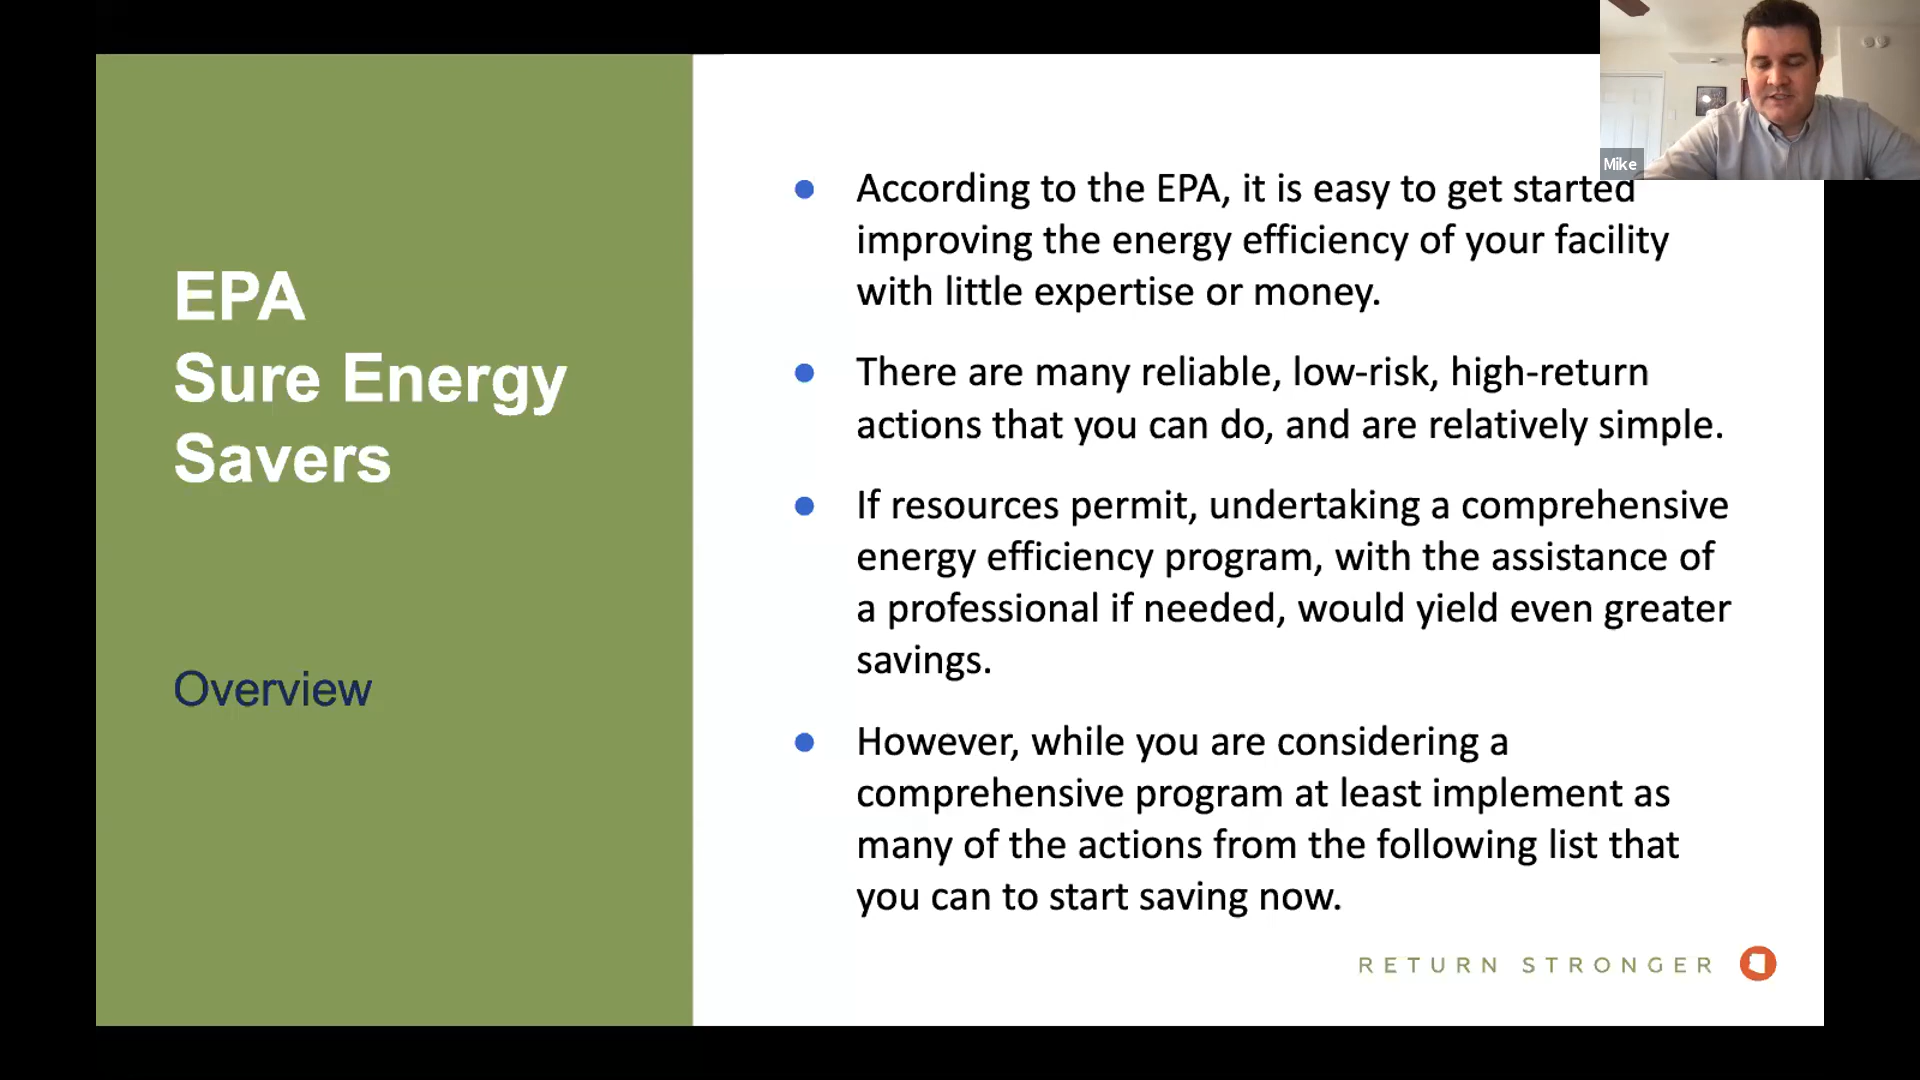 EPA
Sure Energy
Savers
Overview
● According to the EPA, it is easy to get started
improving the energy efficiency of your facility
with little expertise or money.
● There are many reliable, low-risk, high-return
actions that you can do, and are relatively simple.
● If resources permit, undertaking a comprehensive
energy efficiency program, with the assistance of
a professional if needed, would yield even greater
savings.
● However, while you are considering a
comprehensive program at least implement as
many of the actions from the following list that
you can to start saving now.
RETURN STRONGER
Mike